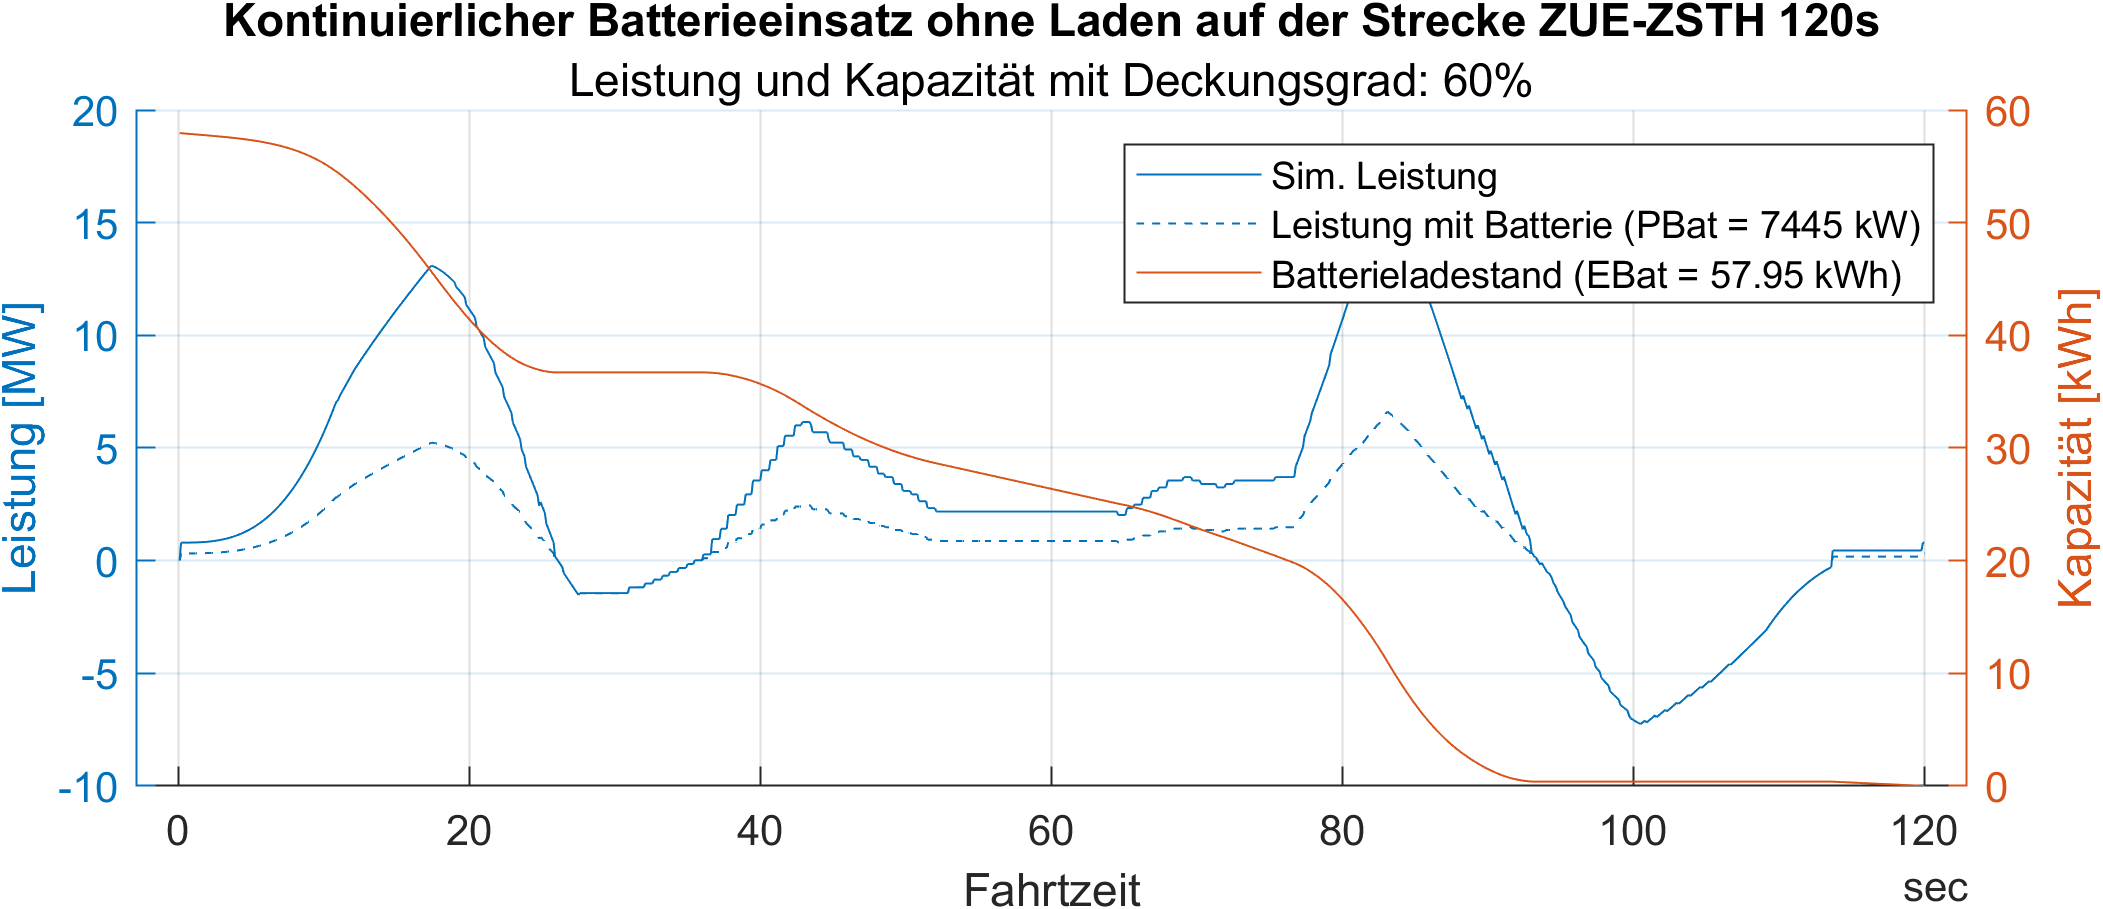 Kontinuierlicher Batterieeinsatz ohne Laden auf der Strecke ZUE-ZSTH 120s
Leistung und Kapazität mit Deckungsgrad: 60%
Leistung [MW]
20
15
10
5
0
-5
-10
Sim. Leistung
Leistung mit Batterie (PBat = 7445 kW)
Batterieladestand (EBat = 57.95 kWh)
60
50
40
30
20
10
0
Kapazität [kWh]
0 20 40 60 80 100 120
Fahrtzeit
sec